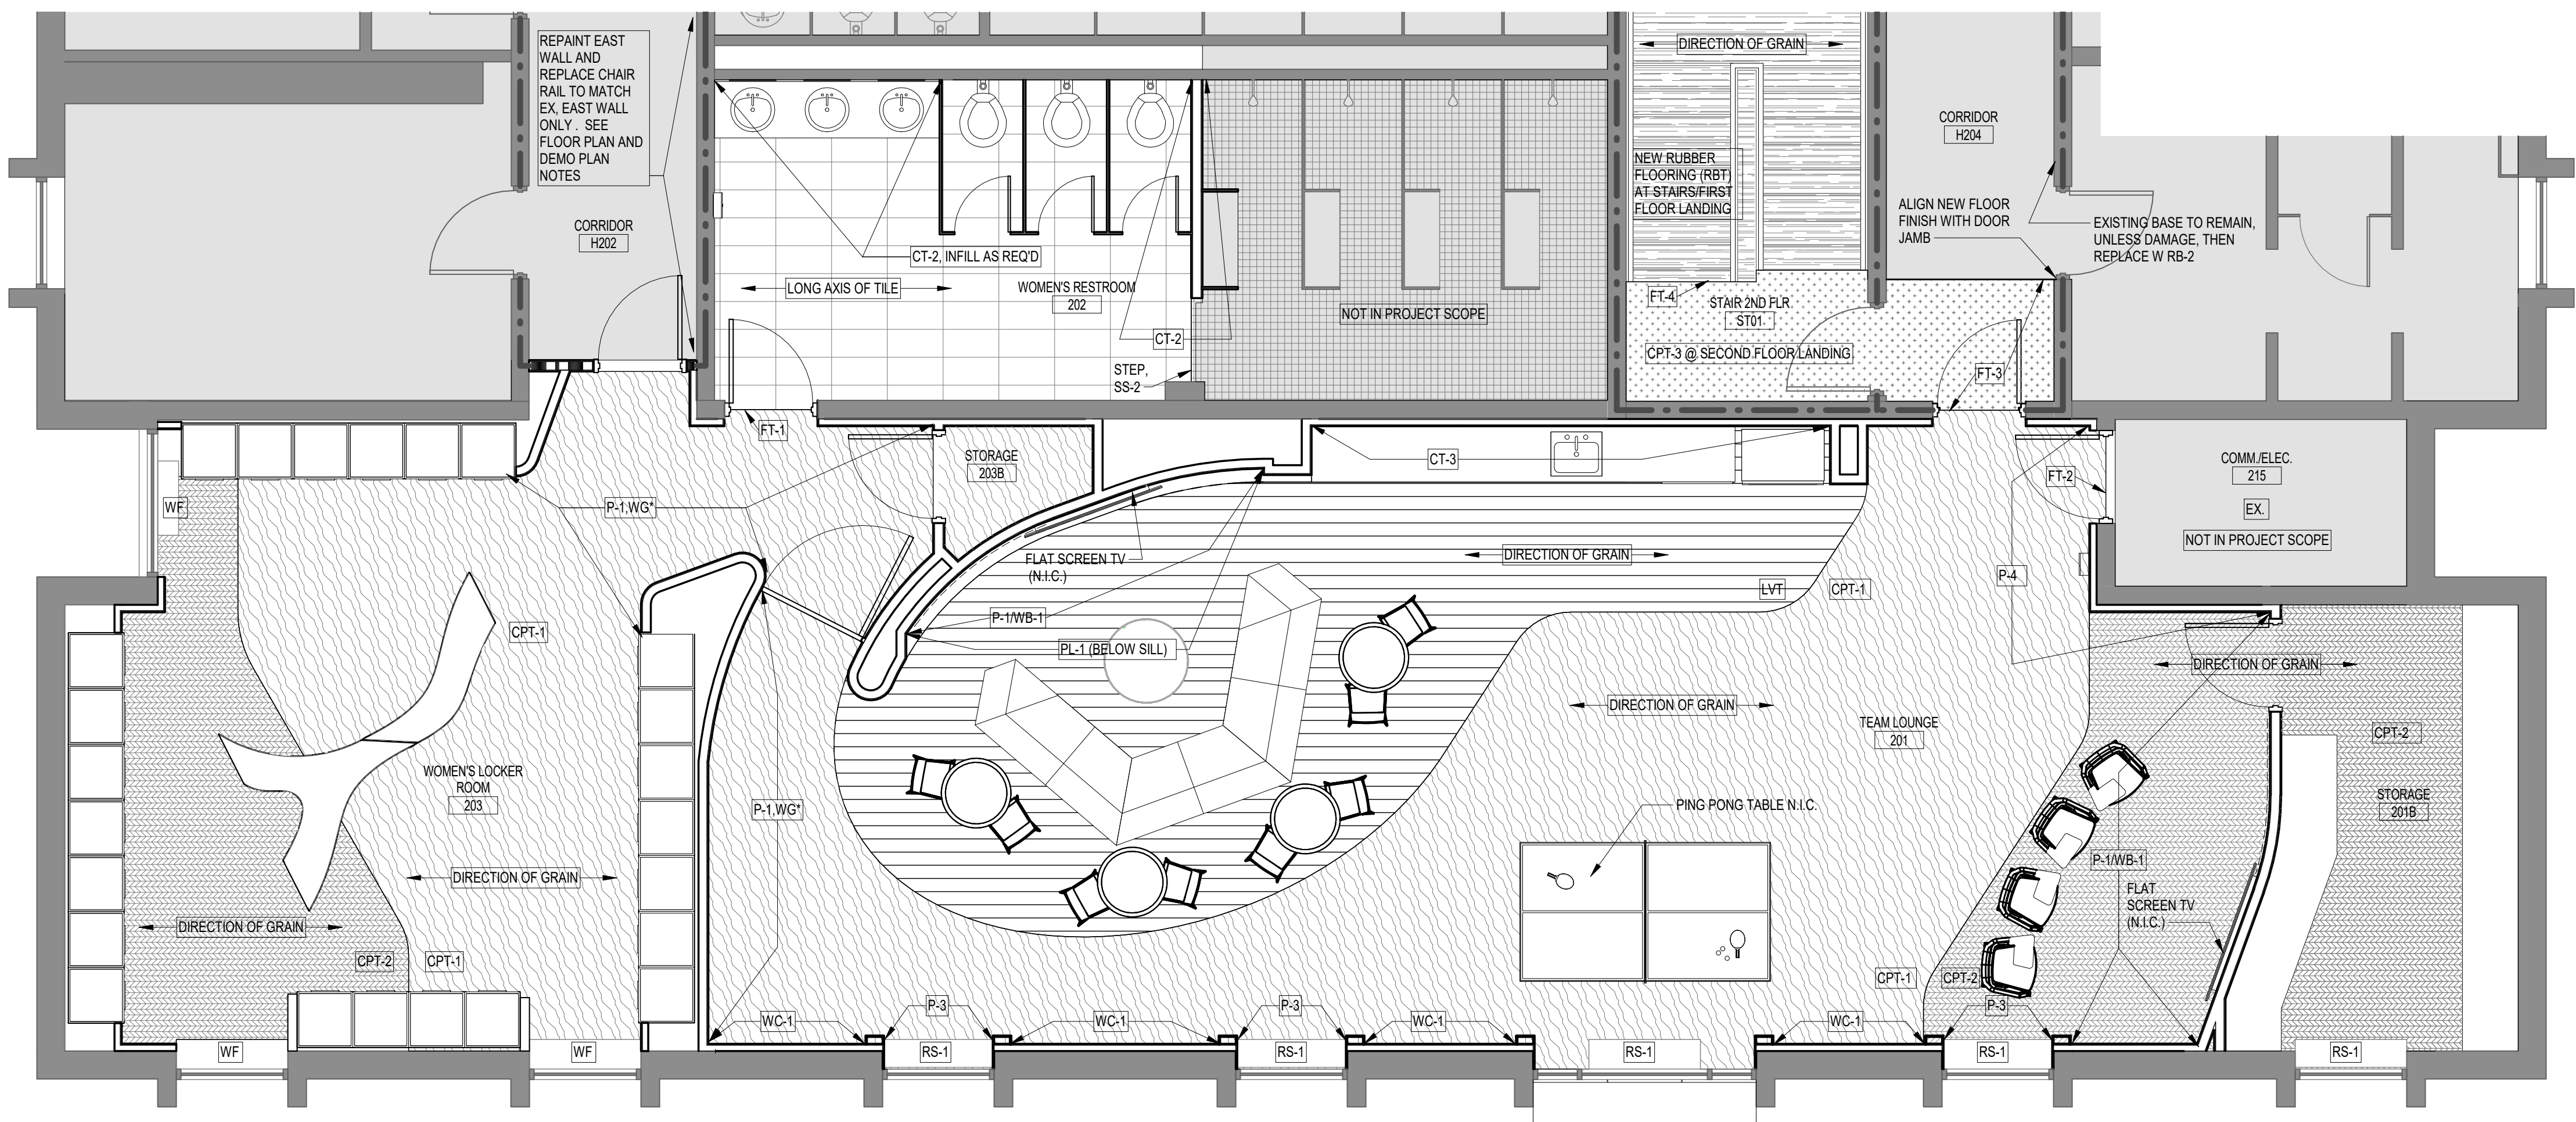 REPAINT EAST
WALL AND
REPLACE CHAIR
RAIL TO MATCH
EX, EAST WALL
ONLY . SEE
FLOOR PLAN AND
DEMO PLAN
NOTES
CORRIDOR
H202
CT-2, INFILL AS REQ'D
LONG AXIS OF TILE
WOMEN'S RESTROOM
202
CT-2
STEP,
SS-2
NOT IN PROJECT SCOPE
DIRECTION OF GRAIN
NEW RUBBER
FLOORING (RBT)
AT STAIRS/FIRST
FLOOR LANDING
FT-4
STAIR 2ND FLR
ST01
CPT-3 @ SECOND FLOOR LANDING
CORRIDOR
H204
ALIGN NEW FLOOR
FINISH WITH DOOR
JAMB
EXISTING BASE TO REMAIN,
UNLESS DAMAGE, THEN
REPLACE W RB-2
FT-3
FT-1
STORAGE
203B
CT-3
FT-2
COMM./ELEC.
215
EX.
NOT IN PROJECT SCOPE
WF
P-1,WG*
FLAT SCREEN TV
(N.I.C.)
DIRECTION OF GRAIN
LVT
CPT-1
P-4
P-1/WB-1
PL-1 (BELOW SILL)
CPT-1
DIRECTION OF GRAIN
DIRECTION OF GRAIN
TEAM LOUNGE
201
CPT-2
WOMEN'S LOCKER
ROOM
203
P-1,WG*
PING PONG TABLE N.I.C.
STORAGE
201B
P-1/WB-1
FLAT
SCREEN TV
(N.I.C.)
DIRECTION OF GRAIN
DIRECTION OF GRAIN
CPT-2
CPT-1
CPT-1
CPT-2
P-3
P-3
P-3
WC-1
WC-1
WC-1
WC-1
WF
WF
RS-1
RS-1
RS-1
RS-1
RS-1